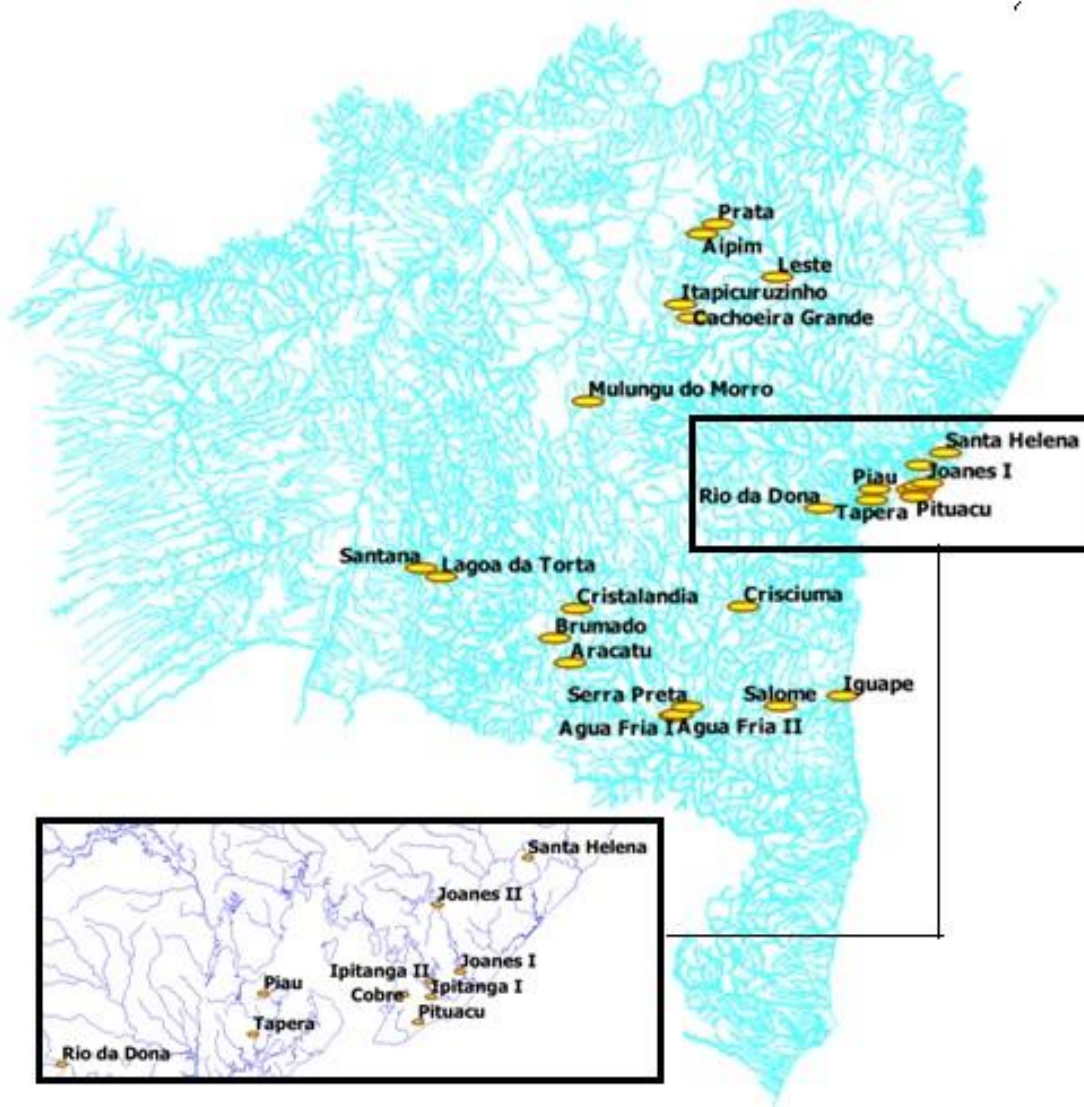 Prata
Aipim
Leste
Itapicuruzinho
Cachoeira Grande
Mulungu do Morro
Santa Helena
Joanes I
Piau
Rio da Dona
Tapera
Pituacu
Santana
Lagoa da Torta
Cristalandia
Crisciuma
Brumado
Aracatu
Serra Preta
Salome
Iguape
Agua Fria I
Agua Fria II
Santa Helena
Joanes II
Joanes I
Ipitanga II
Ipitanga I
Cobre
Piau
Pituacu
Tapera
Rio da Dona